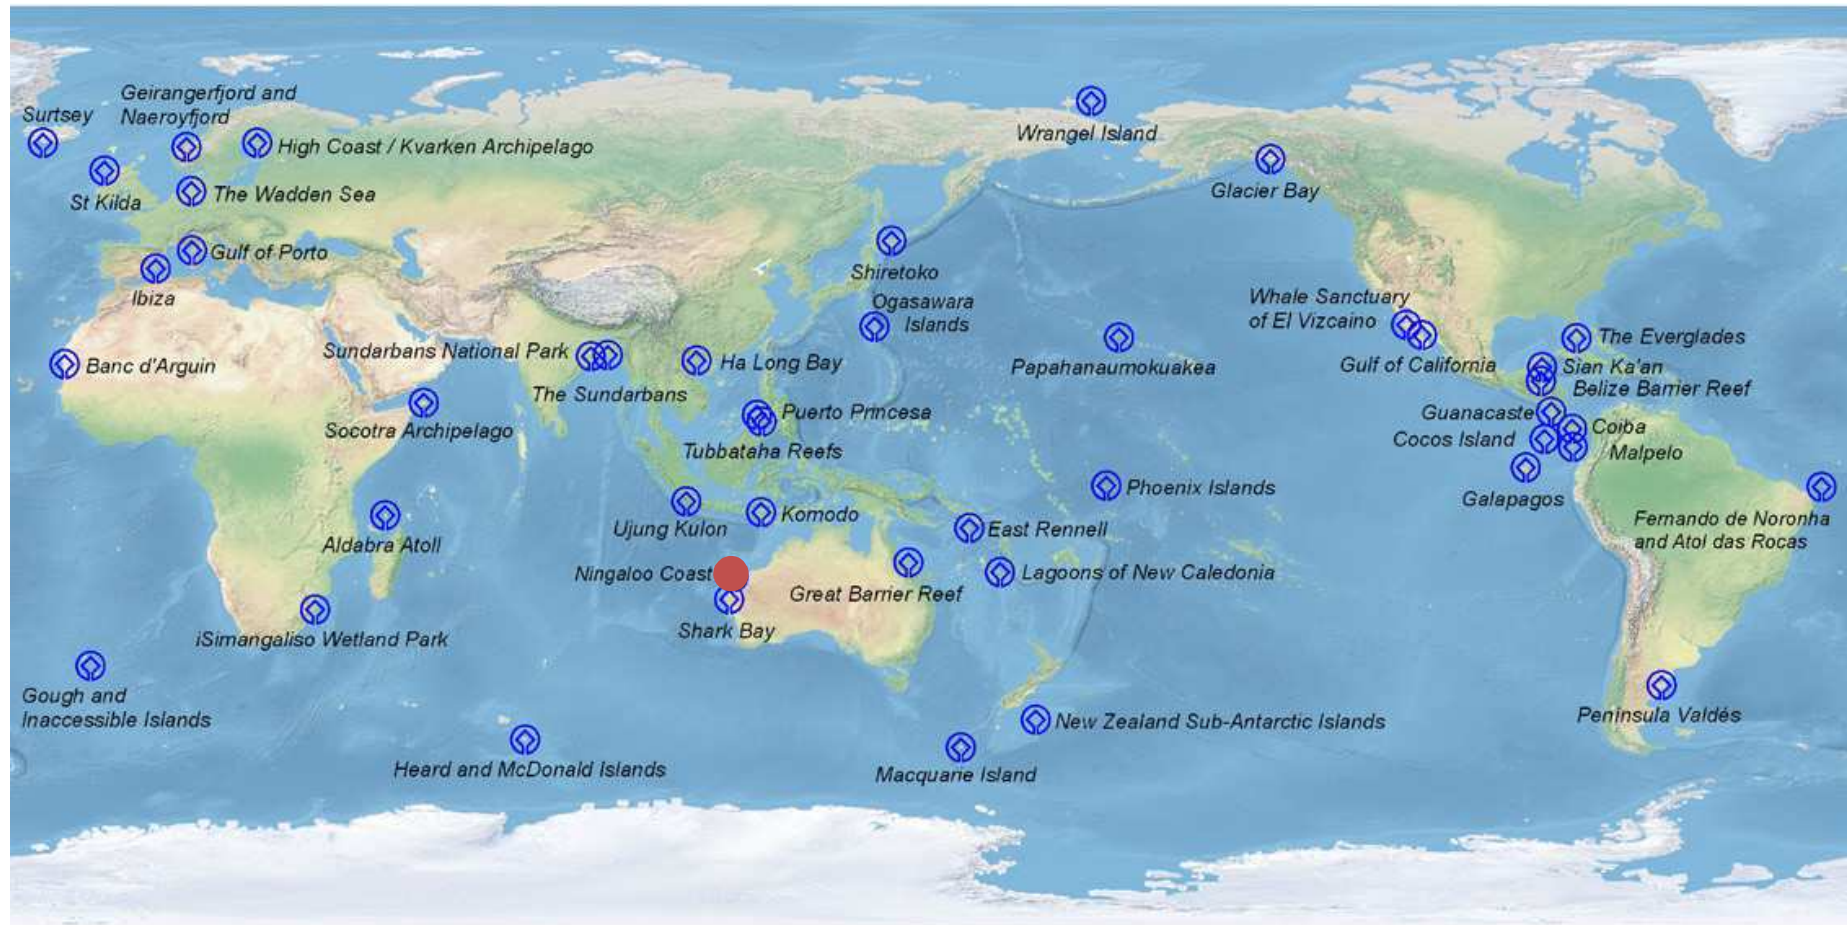 Geirangerfjord and
Naeroyfjord
Surtsey
High Coast / Kvarken Archipelago
Wrangel Island
St Kilda
The Wadden Sea
Glacier Bay
Gulf of Porto
Ibiza
Shiretoko
Ogasawara
Islands
Whale Sanctuary
of El Vizcaino
The Everglades
Banc d'Arguin
Sundarbans National Park
Ha Long Bay
Papahanaumokuakea
Gulf of California
Sian Ka'an
The Sundarbans
Belize Barrier Reef
Socotra Archipelago
Puerto Princesa
Guanacaste
Coiba
Tubbataha Reefs
Cocos Island
Malpelo
Phoenix Islands
Galapagos
Ujung Kulon
Komodo
East Rennell
Fernando de Noronha
and Atol das Rocas
Aldabra Atoll
Ningaloo Coast
Great Barrier Reef
Lagoons of New Caledonia
Shark Bay
iSimangaliso Wetland Park
Gough and
Inaccessible Islands
Peninsula Valdés
New Zealand Sub-Antarctic Islands
Heard and McDonald Islands
Macquarie Island